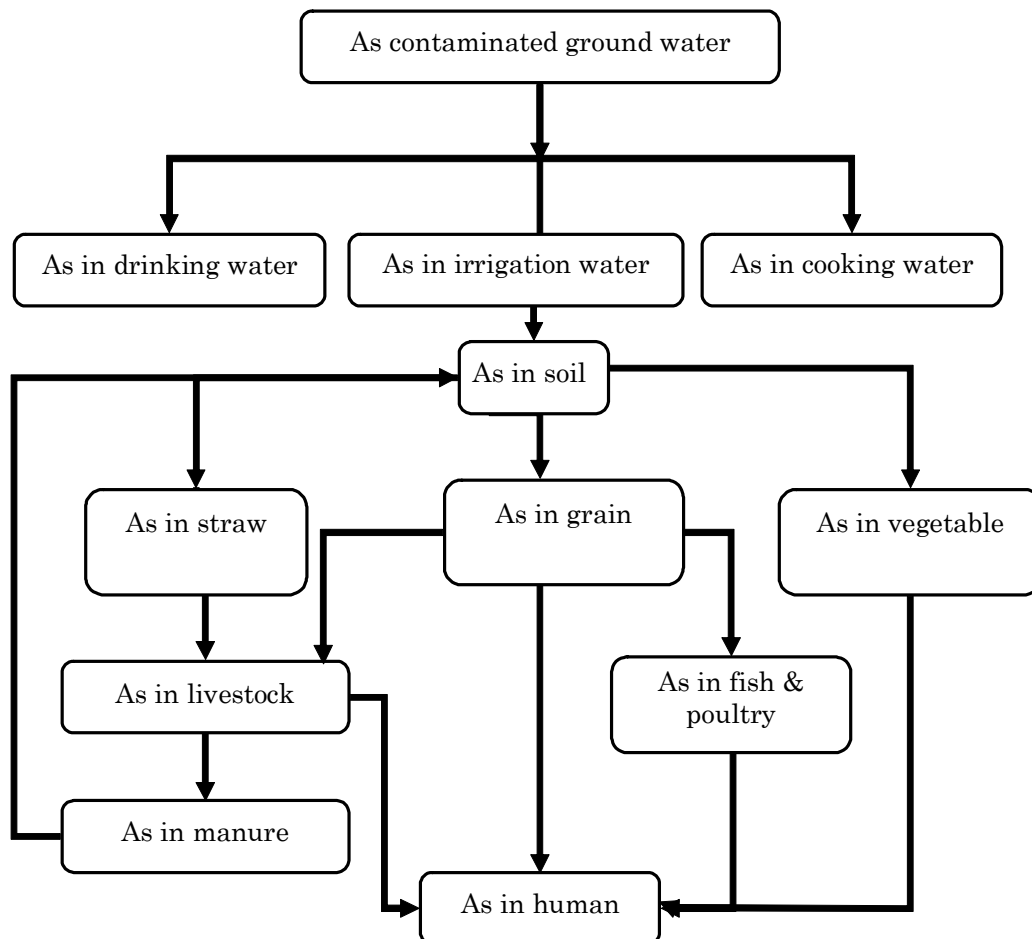 As contaminated ground water
As in drinking water
As in irrigation water
As in cooking water
As in soil
As in straw
As in grain
As in vegetable
As in livestock
As in fish &
poultry
As in manure
As in human